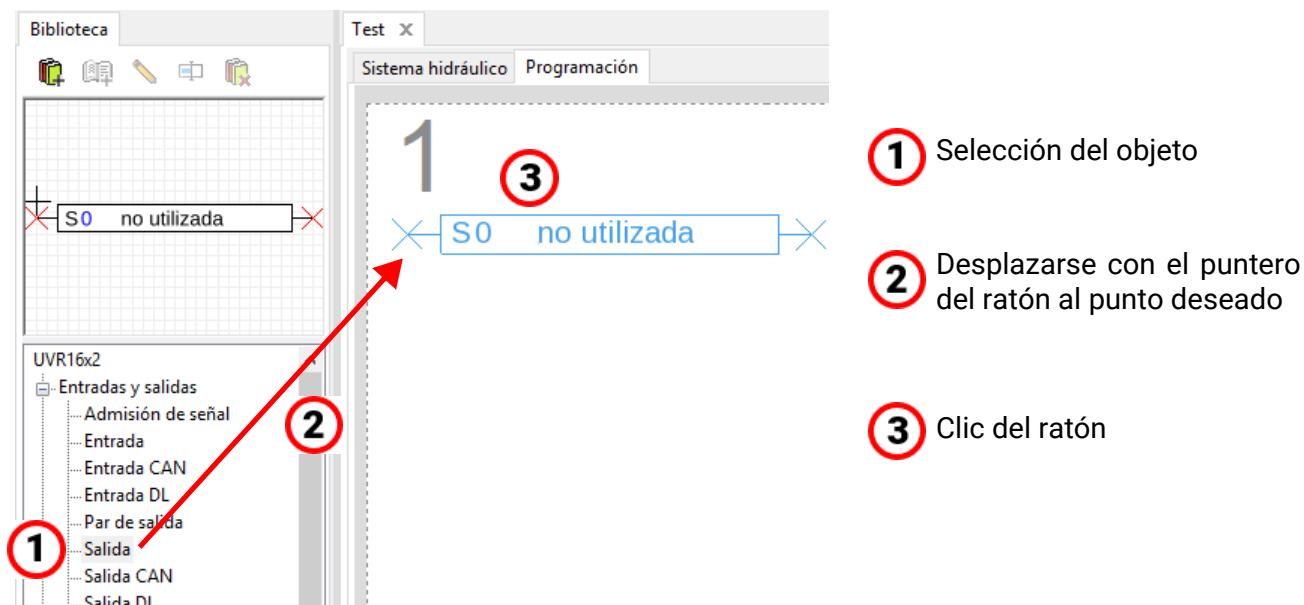 Biblioteca
S0 no utilizada
UVR16x2
Entradas y salidas
Admisión de señal
Entrada
Entrada CAN
Entrada DL
Par de salida
Salida
Salida CAN
Salida DL
1
2
Test X
Sistema hidráulico Programación
1
3
S0 no utilizada
1 Selección del objeto
2 Desplazarse con el puntero
del ratón al punto deseado
3 Clic del ratón